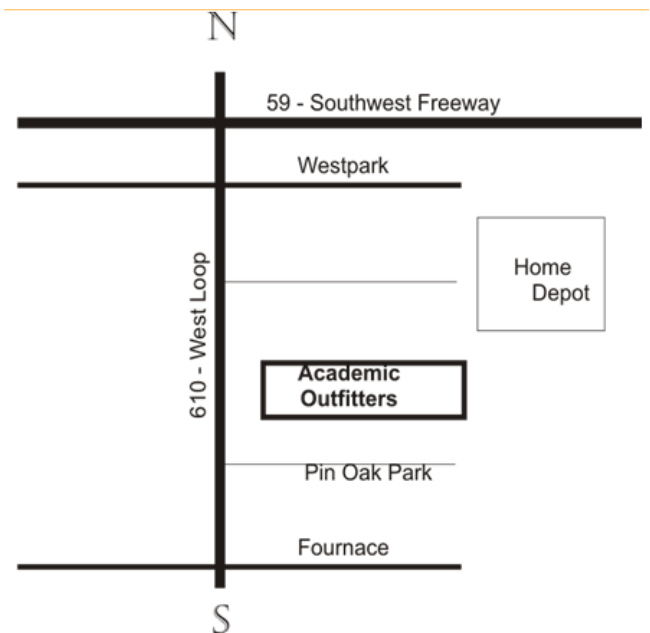 N
59 - Southwest Freeway
Westpark
Home
Depot
610 - West Loop
Academic
Outfitters
Pin Oak Park
Fournace
S